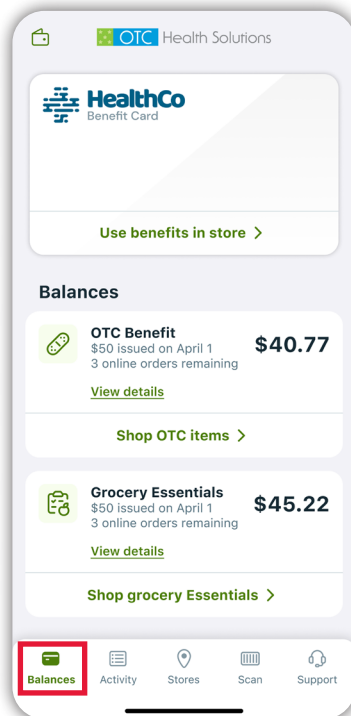 OTC Health Solutions
HealthCo
Benefit Card
Use benefits in store >
Balances
OTC Benefit
$50 issued on April 1
3 online orders remaining
$40.77
View details
Shop OTC items >
Grocery Essentials
$50 issued on April 1
3 online orders remaining
$45.22
View details
Shop grocery Essentials >
Balances Activity Stores Scan Support